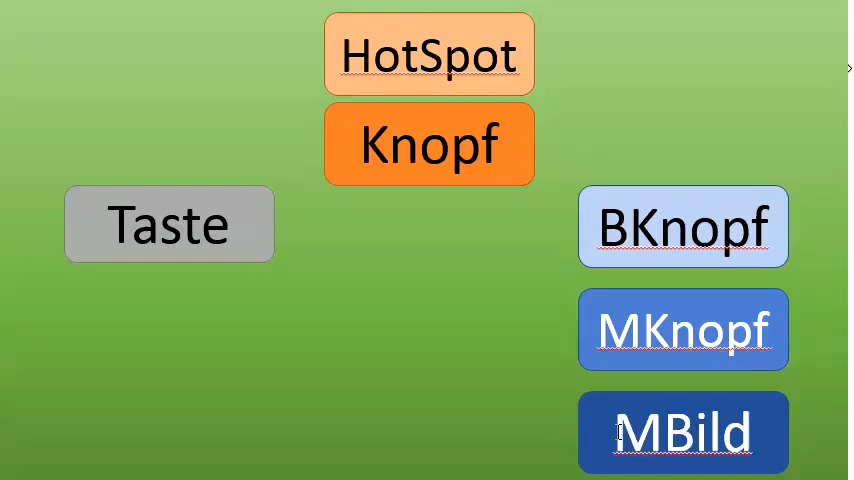 HotSpot
Knopf
Taste
BKnopf
MKnopf
MBild